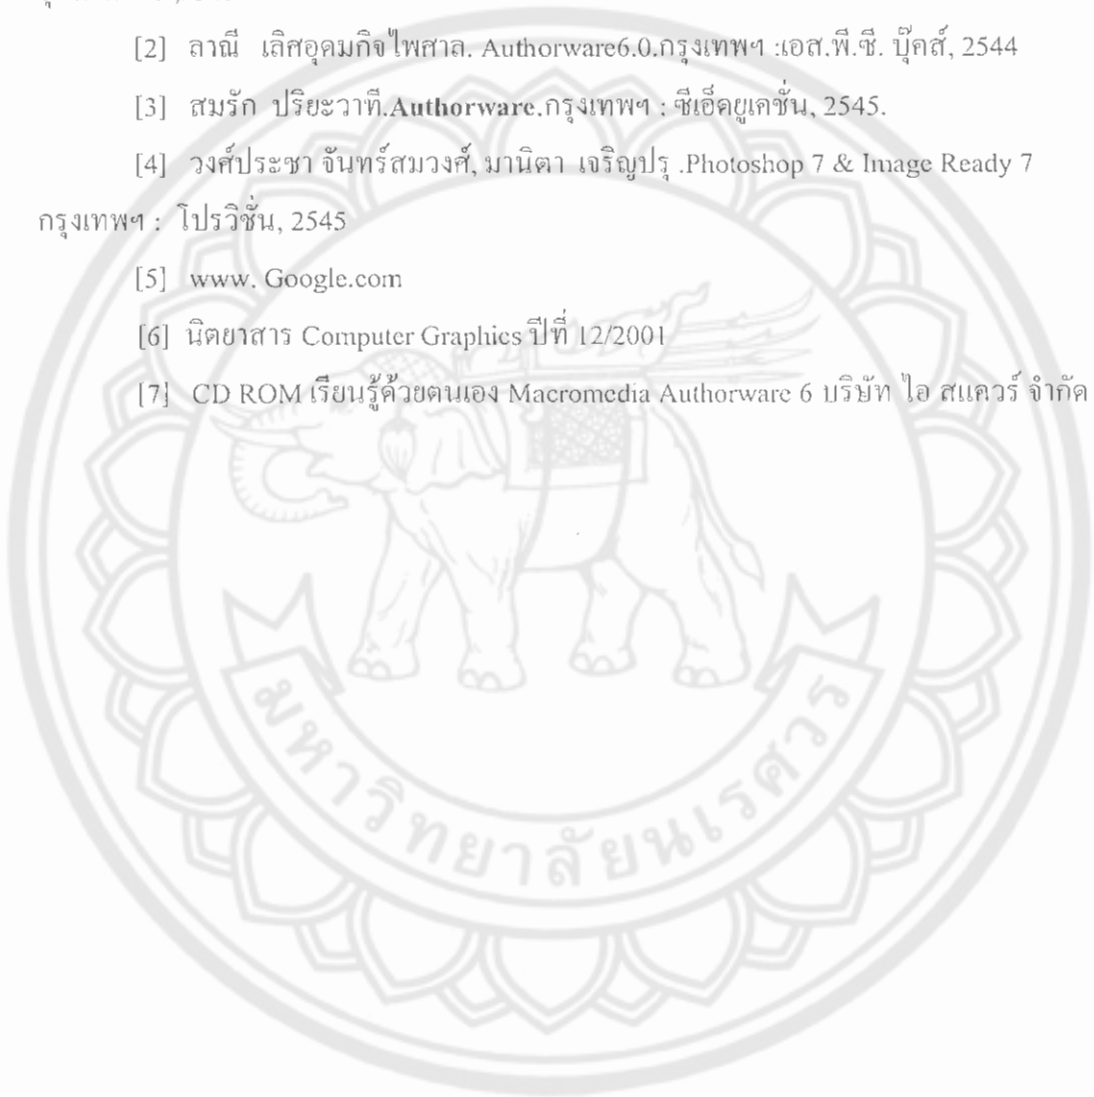 [2] ลาณี เลิศอุดมกิจไพศาล. Authorware6.0.กรุงเทพฯ :เอส.พี.ซี. บุ๊คส์, 2544
[3] สมรัก ปริยะวาที.Authorware.กรุงเทพฯ : ซีเอ็ดยูเคชั่น, 2545.
[4] วงศ์ประชา จันทร์สมวงศ์, มานิตา เจริญปรุ .Photoshop 7 & Image Ready 7
กรุงเทพฯ : โปรวิชั่น, 2545
[5] www. Google.com
[6] นิตยาสาร Computer Graphics ปีที่ 12/2001
[7] CD ROM เรียนรู้ด้วยตนเอง Macromedia Authorware 6 บริษัท ไอ สแควร์ จำกัด
มหาวิทยาลัยนเรศวร